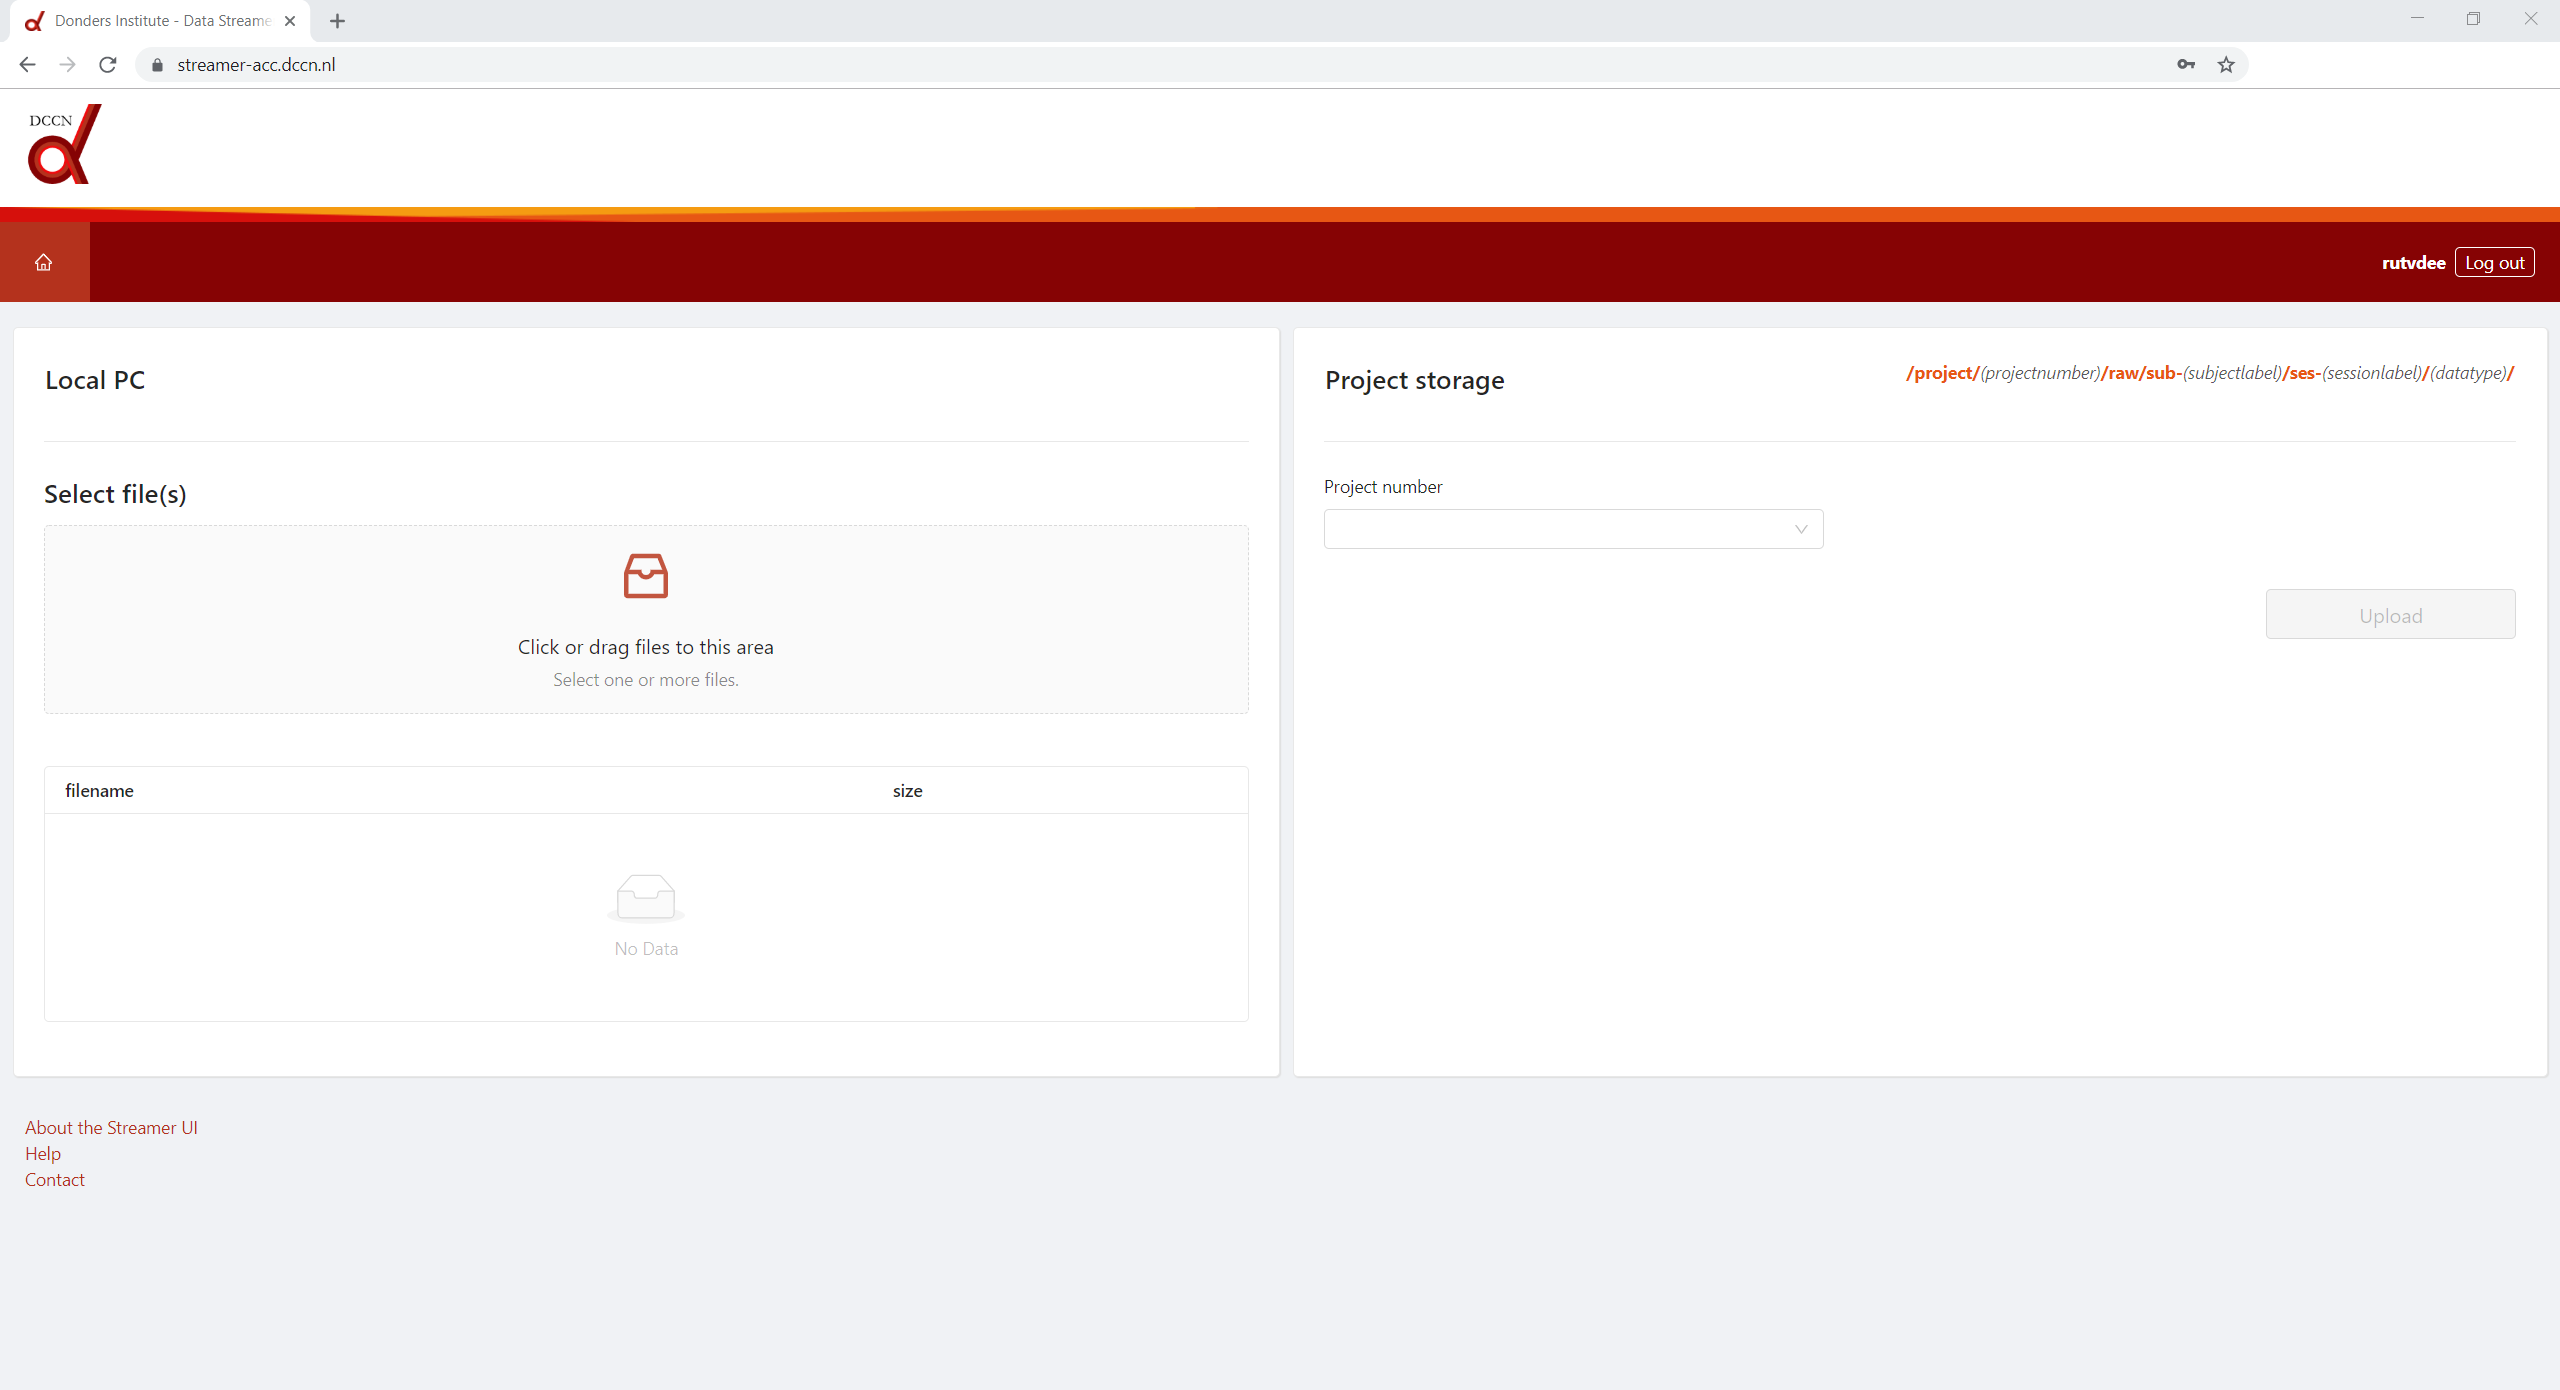 Donders Institute - Data Streame
streamer-acc.dccn.nl
DCCN
rutvdee Log out
Local PC
Project storage
/project/(projectnumber)/raw/sub-(subjectlabel)/ses-(sessionlabel)/(datatype)/
Select file(s)
Project number
Click or drag files to this area
Select one or more files.
Upload
filename size
No Data
About the Streamer UI
Help
Contact